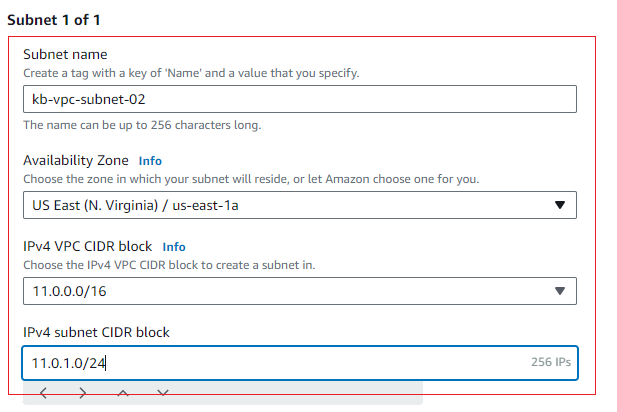 Subnet 1 of 1
Subnet name
Create a tag with a key of 'Name' and a value that you specify.
kb-vpc-subnet-02
The name can be up to 256 characters long.
Availability Zone Info
Choose the zone in which your subnet will reside, or let Amazon choose one for you.
US East (N. Virginia) / us-east-1a
IPv4 VPC CIDR block Info
Choose the IPv4 VPC CIDR block to create a subnet in.
11.0.0.0/16
IPv4 subnet CIDR block
11.0.1.0/24 256 IPs